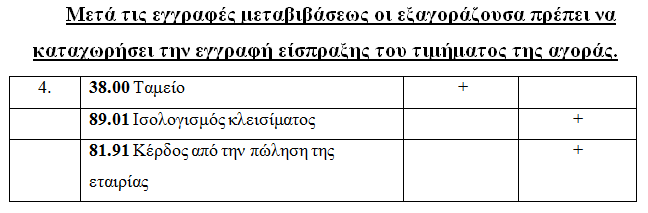 Μετά τις εγγραφές μεταβιβάσεως οι εξαγοράζουσα πρέπει να
καταχωρήσει την εγγραφή είσπραξης του τιμήματος της αγοράς.
4. 38.00 Ταμείο +
89.01 Ισολογισμός κλεισίματος +
81.91 Κέρδος από την πώληση της +
εταιρίας